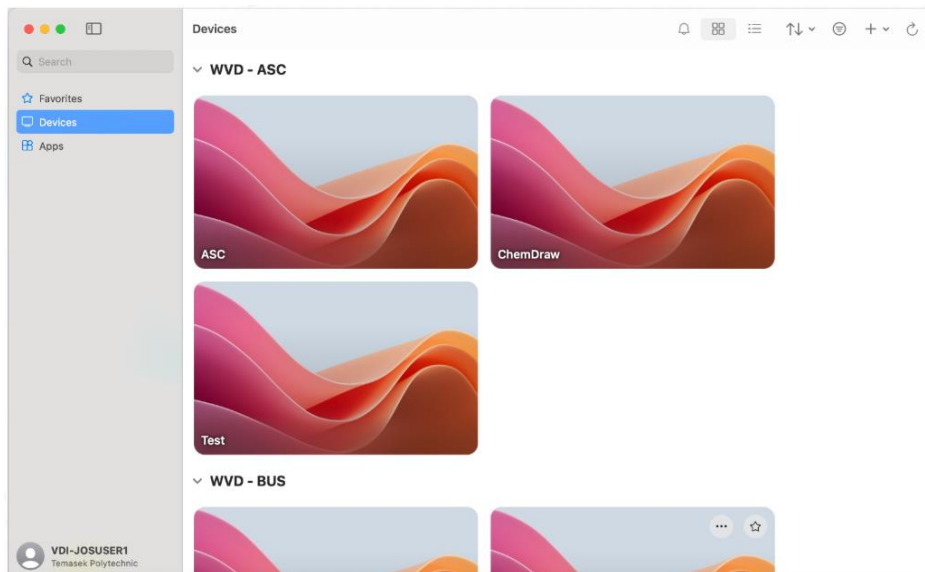 Devices
Search
Favorites
Devices
Apps
WVD - ASC
ASC
ChemDraw
Test
WVD - BUS
VDI-JOSUSER1
Temasek Polytechnic